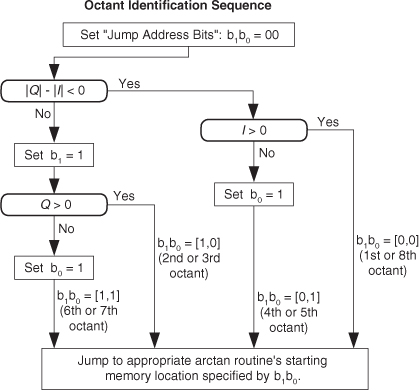 Octant Identification Sequence
Set "Jump Address Bits": b₁b₀ = 00
|Q| - |I| < 0
Yes
No
I > 0
Yes
No
Set b₁ = 1
Set b₀ = 1
Q > 0
Yes
No
Set b₀ = 1
b₁b₀ = [1,0]
(2nd or 3rd
octant)
b₁b₀ = [0,0]
(1st or 8th
octant)
b₁b₀ = [1,1]
(6th or 7th
octant)
b₁b₀ = [0,1]
(4th or 5th
octant)
Jump to appropriate arctan routine's starting
memory location specified by b₁b₀.